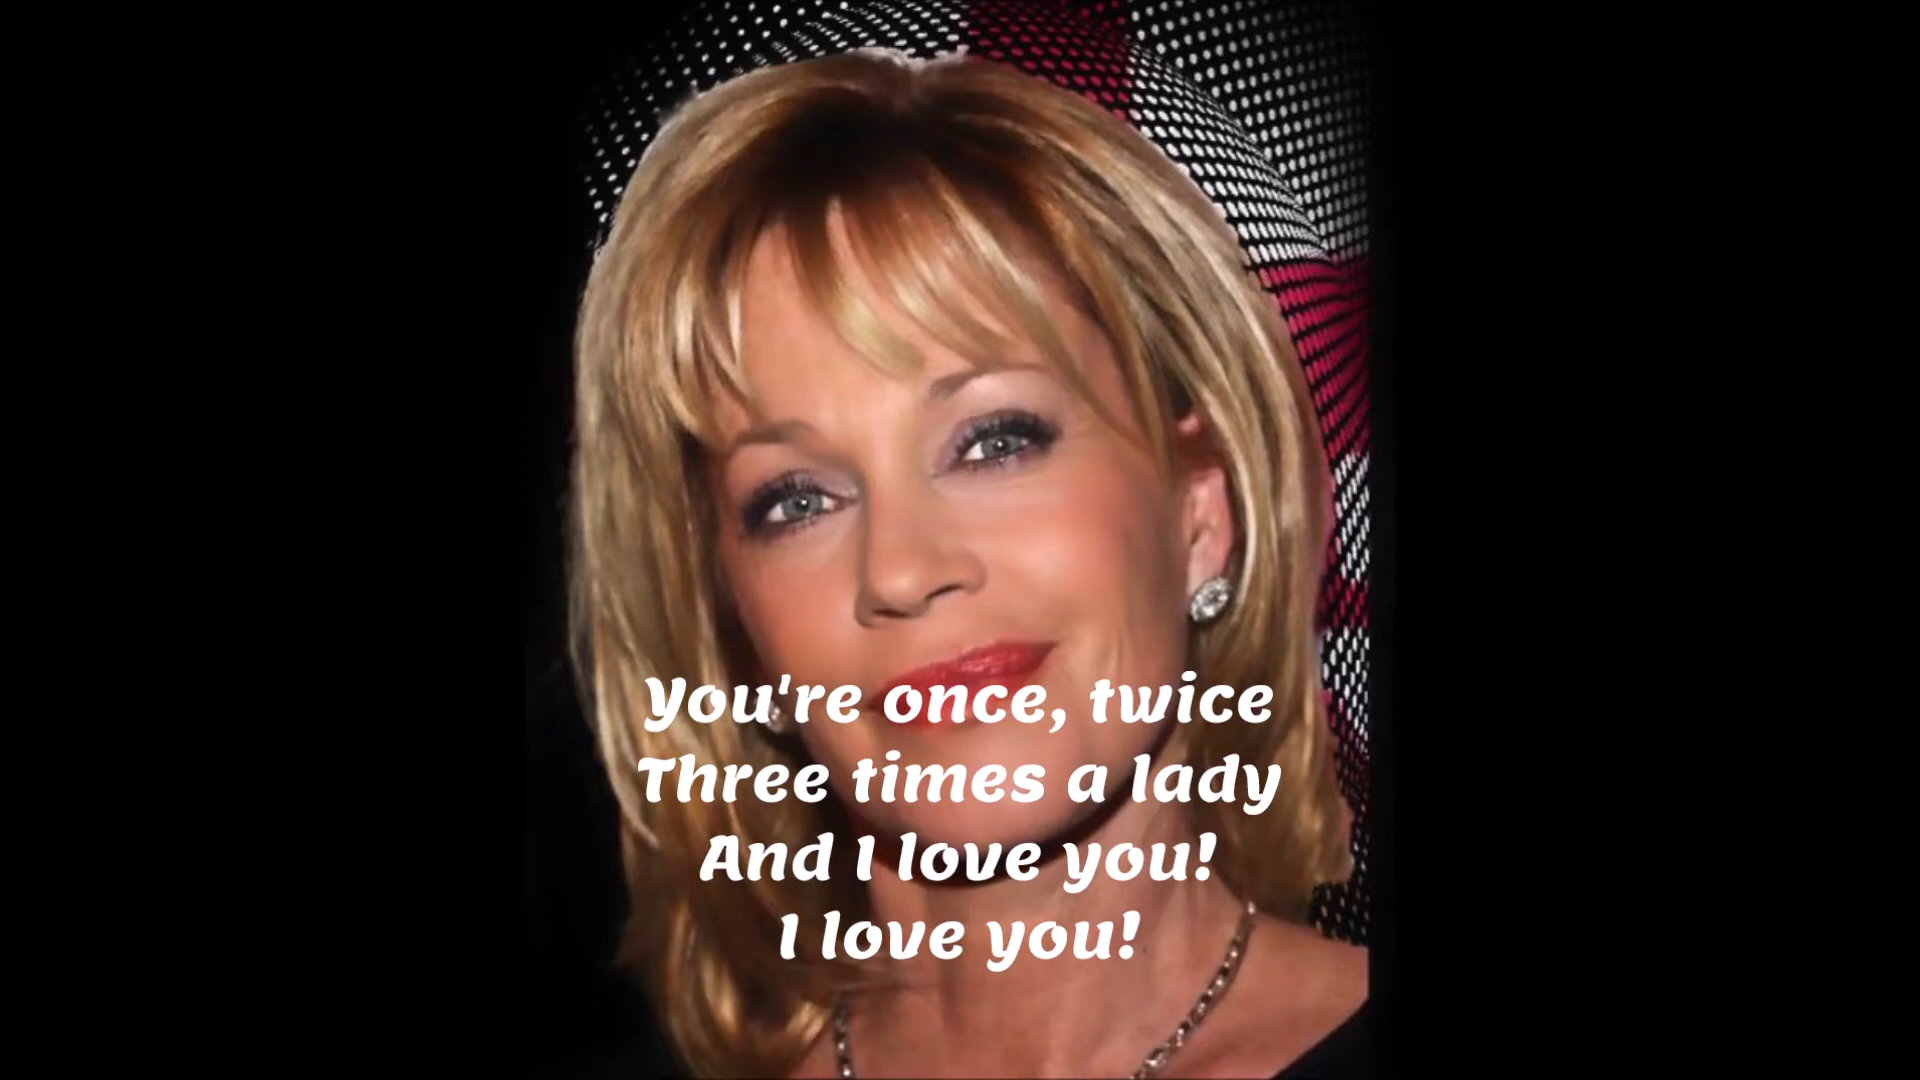 You're once, twice
Three times a lady
And I love you!
I love you!